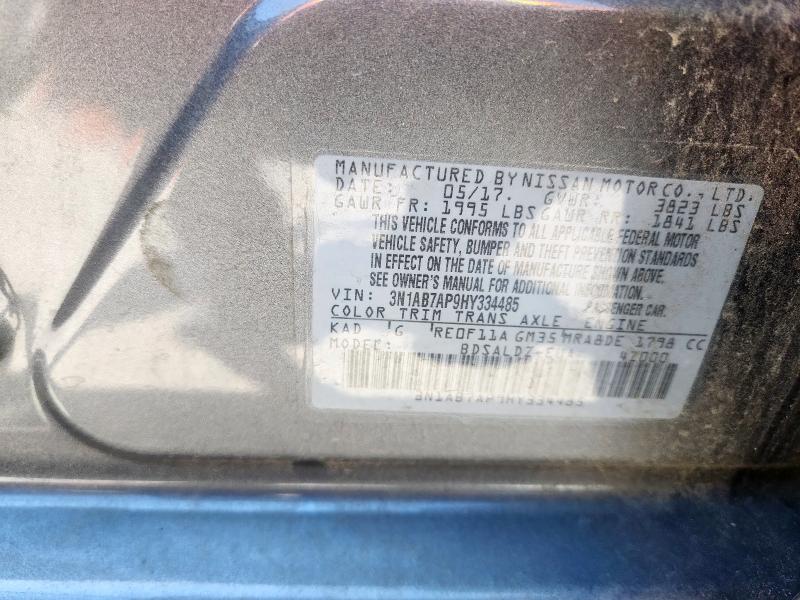 MANUFACTURED BY NISSAN MOTOR CO., LTD.
DATE: 05/17. GVWR: 3823 LBS
GAWR FR: 1995 LBS GAWR RR: 1841 LBS
THIS VEHICLE CONFORMS TO ALL APPLICABLE FEDERAL MOTOR
VEHICLE SAFETY, BUMPER AND THEFT PREVENTION STANDARDS
IN EFFECT ON THE DATE OF MANUFACTURE SHOWN ABOVE.
SEE OWNER'S MANUAL FOR ADDITIONAL INFORMATION.
VIN: 3N1AB7AP9HY334485 PASSENGER CAR.
COLOR TRIM TRANS AXLE ENGINE
KAD G RE0F11A GM35 MRA8DE 1798 CC
MODEL: 42000
3N1AB7AP9HY334485